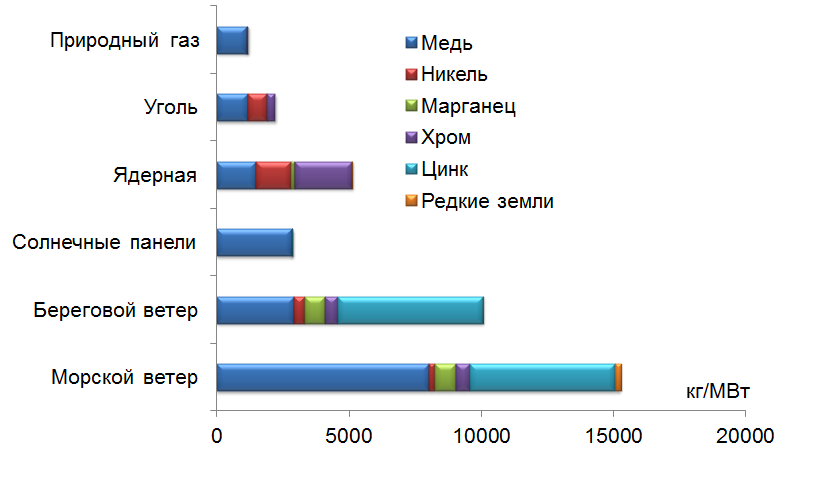 Природный газ
Уголь
Ядерная
Солнечные панели
Береговой ветер
Морской ветер
Медь
Никель
Марганец
Хром
Цинк
Редкие земли
кг/МВт
0 5000 10000 15000 20000